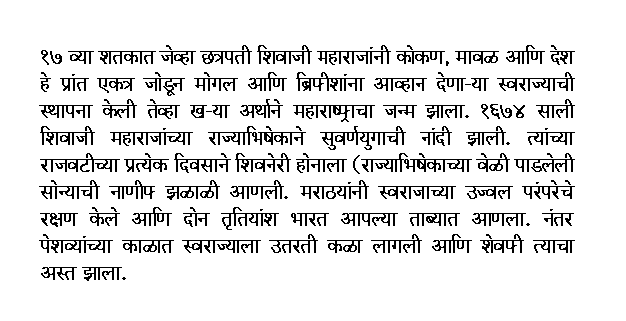 १७ व्या शतकात जेव्हा छत्रपती शिवाजी महाराजांनी कोकण, मावळ आणि देश
हे प्रांत एकत्र जोडून मोगल आणि ब्रिफीशांना आव्हान देणा-या स्वराज्याची
स्थापना केली तेव्हा ख-या अर्थाने महाराष्फ्राचा जन्म झाला. १६७४ साली
शिवाजी महाराजांच्या राज्याभिषेकाने सुवर्णयुगाची नांदी झाली. त्यांच्या
राजवटीच्या प्रत्येक दिवसाने शिवनेरी होनाला (राज्याभिषेकाच्या वेळी पाडलेली
सोन्याची नाणीफ झळाळी आणली. मराठयांनी स्वराजाच्या उज्वल परंपरेचे
रक्षण केले आणि दोन तृतियांश भारत आपल्या ताब्यात आणला. नंतर
पेशव्यांच्या काळात स्वराज्याला उतरती कळा लागली आणि शेवफी त्याचा
अस्त झाला.